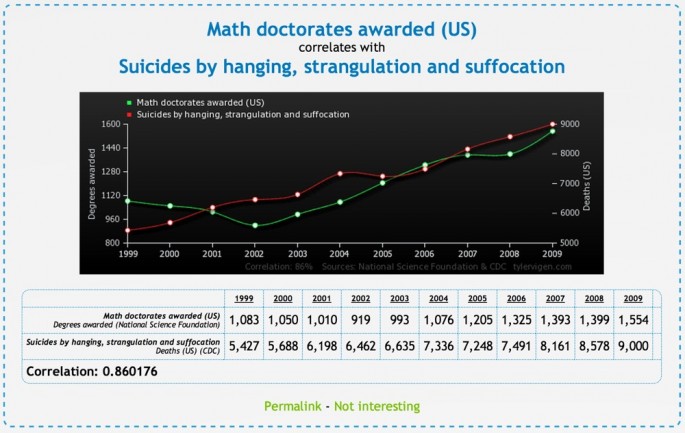 Math doctorates awarded (US)
correlates with
Suicides by hanging, strangulation and suffocation
Math doctorates awarded (US)
Suicides by hanging, strangulation and suffocation
Degrees awarded
1600
1440
1280
1120
960
800
9000
8000
7000
6000
5000
Deaths (US)
1999 2000 2001 2002 2003 2004 2005 2006 2007 2008 2009
Correlation: 86% Sources: National Science Foundation & CDC tylervigen.com
1999 2000 2001 2002 2003 2004 2005 2006 2007 2008 2009
Math doctorates awarded (US)
Degrees awarded (National Science Foundation)
1,083 1,050 1,010 919 993 1,076 1,205 1,325 1,393 1,399 1,554
Suicides by hanging, strangulation and suffocation
Deaths (US) (CDC)
5,427 5,688 6,198 6,462 6,635 7,336 7,248 7,491 8,161 8,578 9,000
Correlation: 0.860176
Permalink - Not interesting